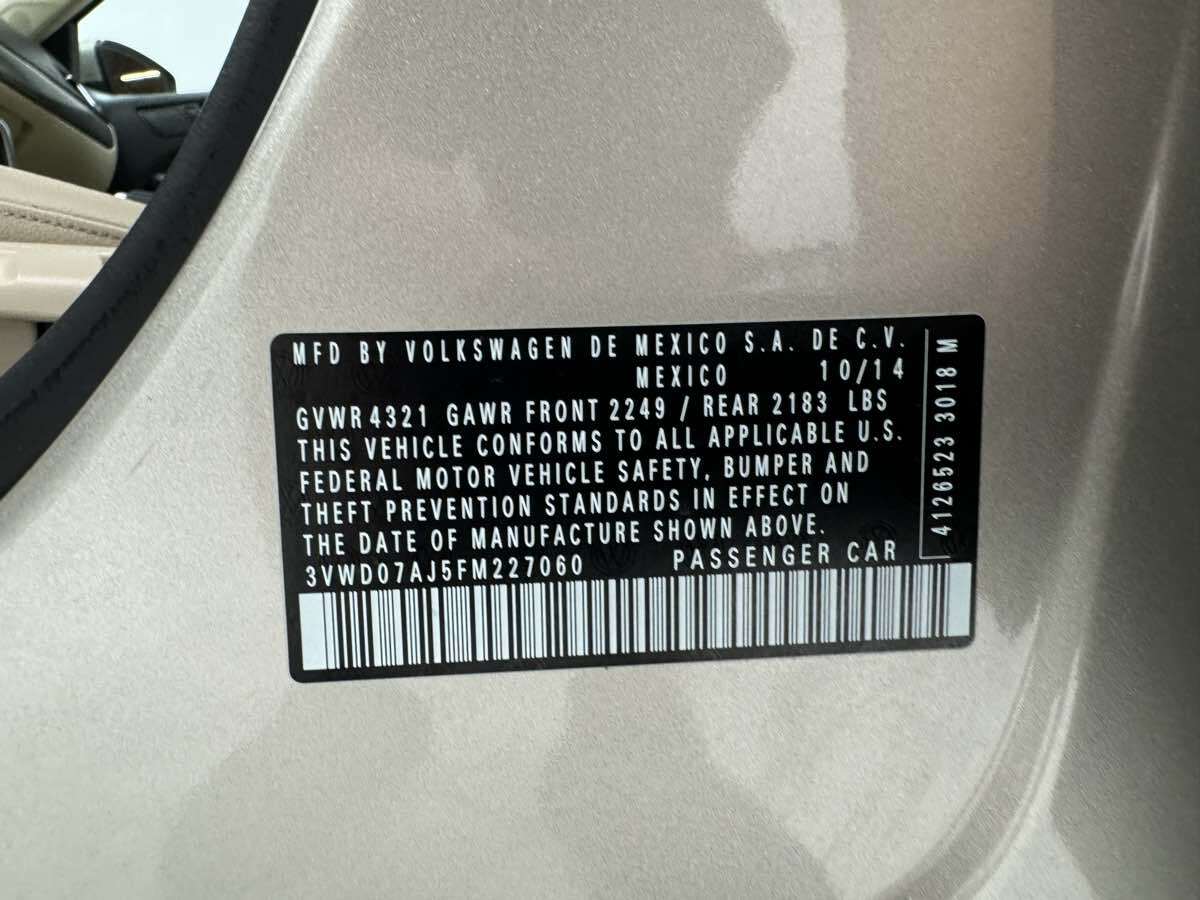 MFD BY VOLKSWAGEN DE MEXICO S.A. DE C.V.
MEXICO 10/14
GVWR 4321 GAWR FRONT 2249 / REAR 2183 LBS
THIS VEHICLE CONFORMS TO ALL APPLICABLE U.S.
FEDERAL MOTOR VEHICLE SAFETY, BUMPER AND
THEFT PREVENTION STANDARDS IN EFFECT ON
THE DATE OF MANUFACTURE SHOWN ABOVE.
3VWD07AJ5FM227060 PASSENGER CAR
4126523 3018 M